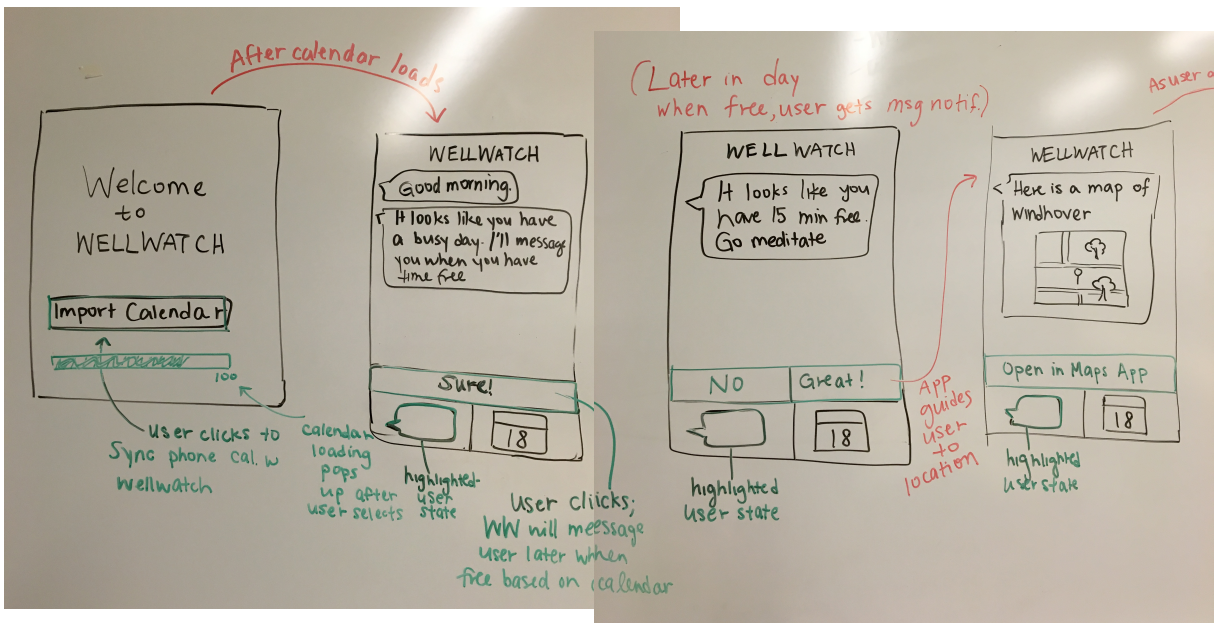 After calendar loads
Welcome
to
WELLWATCH
Import Calendar
100
User clicks to
Sync phone cal. w
wellwatch
calendar
loading
pops
up after
user selects
WELLWATCH
Good morning.
It looks like you have
a busy day. I'll message
you when you have
time free
Sure!
18
highlighted
user
state
User cliicks;
WW will meessage
user later whhen
free based on calendar
(Later in day
when free, user gets msg notif.)
WELLWATCH
It looks like you
have 15 min free.
Go meditate
NO
Great!
18
highlighted
user state
App
guides
user
to
location
As user
WELLWATCH
Here is a map of
Windhover
Open in Maps App
18
highlighted
user state